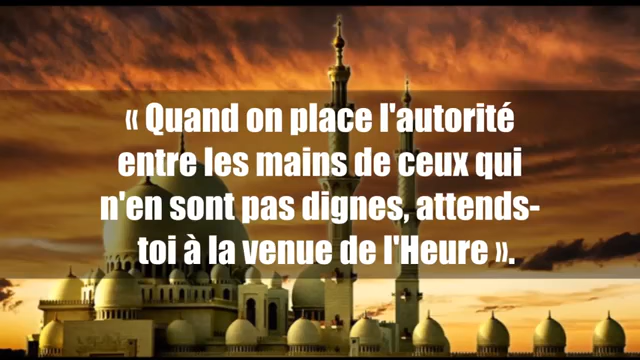 « Quand on place l'autorité
entre les mains de ceux qui
n'en sont pas dignes, attends-
toi à la venue de l'Heure ».